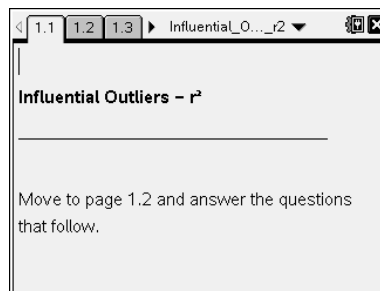 1.1 1.2 1.3 Influential_O..._r2
Influential Outliers – r²
Move to page 1.2 and answer the questions
that follow.